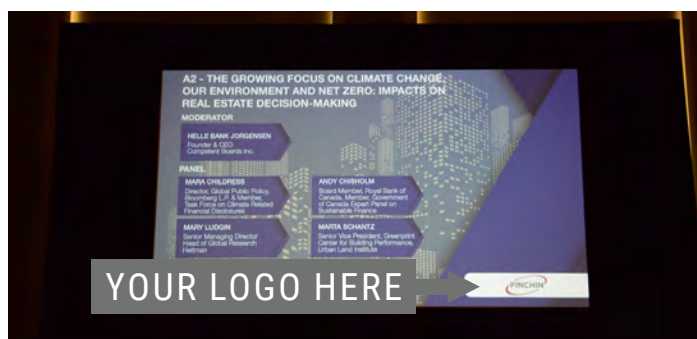 A2 - THE GROWING FOCUS ON CLIMATE CHANGE,
OUR ENVIRONMENT AND NET ZERO: IMPACTS ON
REAL ESTATE DECISION-MAKING
MODERATOR
HELLE BANK JORGENSEN
Founder & CEO
Competent Boards Inc.
PANEL
MARA CHILDRESS
Director, Global Public Policy,
Bloomberg L.P. & Member,
Task Force on Climate Related
Financial Disclosures
ANDY CHISHOLM
Board Member, Royal Bank of
Canada, Member, Government
of Canada Expert Panel on
Sustainable Finance
MARY LUDGIN
Senior Managing Director
Head of Global Research
Heitman
MARTA SCHANTZ
Senior Vice President, Greenprint
Center for Building Performance,
Urban Land Institute
YOUR LOGO HERE
PINCHIN